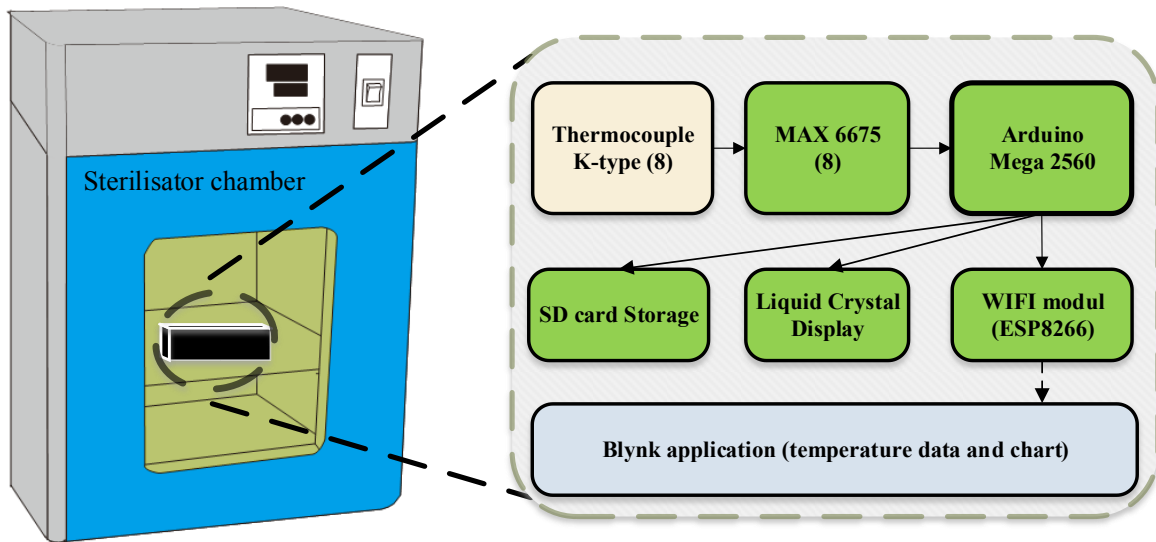 Sterilisator chamber
Thermocouple
K-type (8)
MAX 6675
(8)
Arduino
Mega 2560
SD card Storage
Liquid Crystal
Display
WIFI modul
(ESP8266)
Blynk application (temperature data and chart)